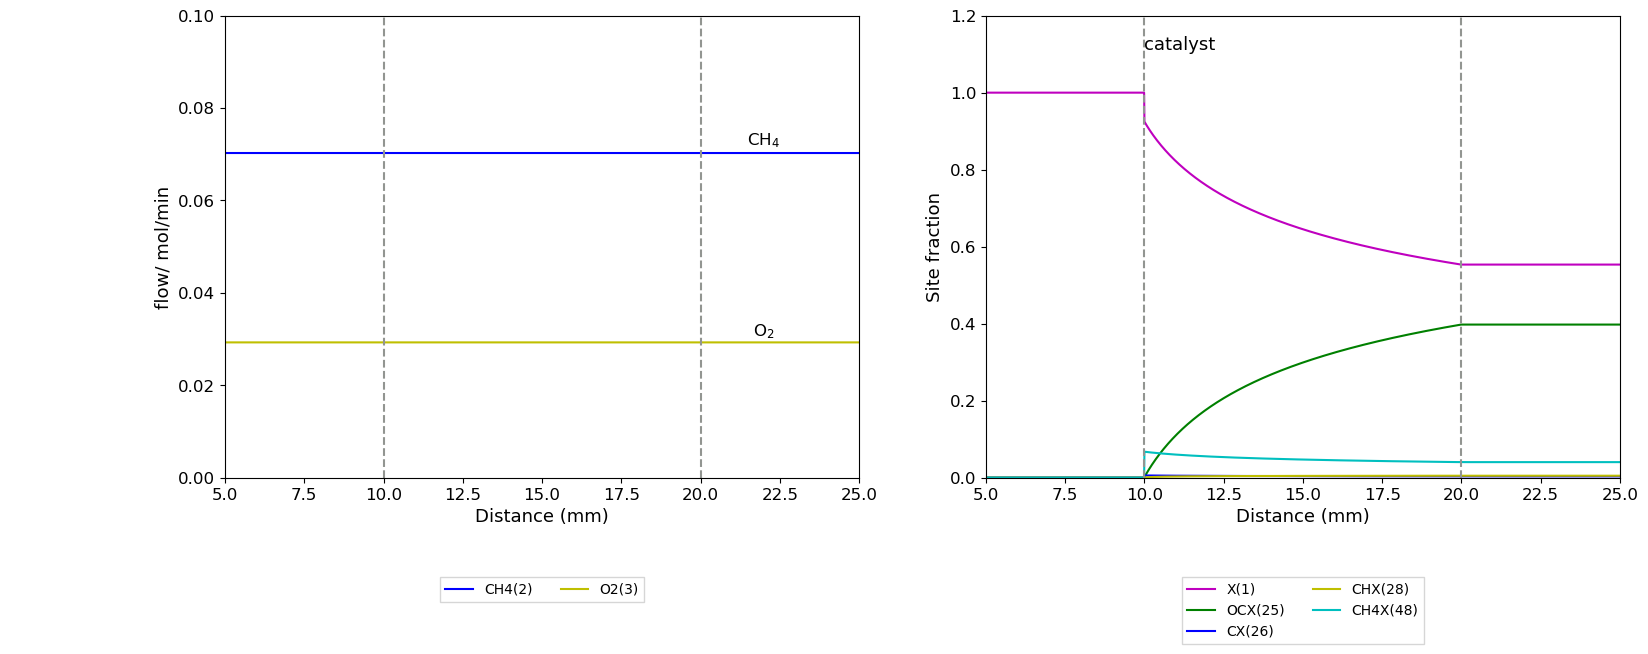 0.10
0.08
0.06
0.04
0.02
0.00
flow/ mol/min
CH₄
O₂
5.0 7.5 10.0 12.5 15.0 17.5 20.0 22.5 25.0
Distance (mm)
CH4(2) O2(3)
1.2
1.0
0.8
0.6
0.4
0.2
0.0
Site fraction
catalyst
5.0 7.5 10.0 12.5 15.0 17.5 20.0 22.5 25.0
Distance (mm)
X(1) CHX(28)
OCX(25) CH4X(48)
CX(26)